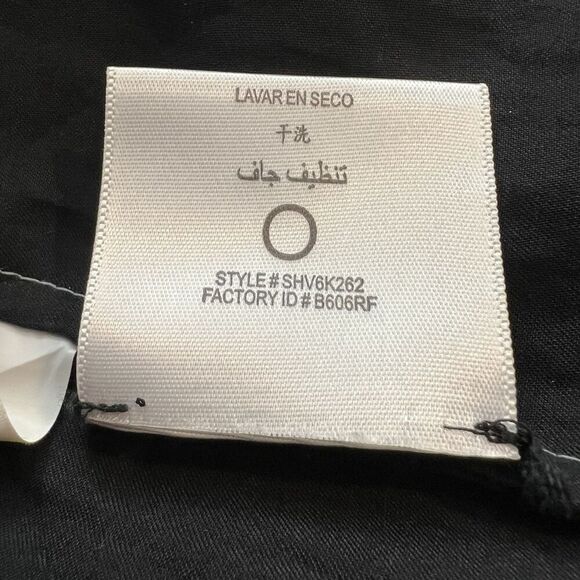 LAVAR EN SECO
干洗
تنظيف جاف
STYLE # SHV6K262
FACTORY ID # B606RF